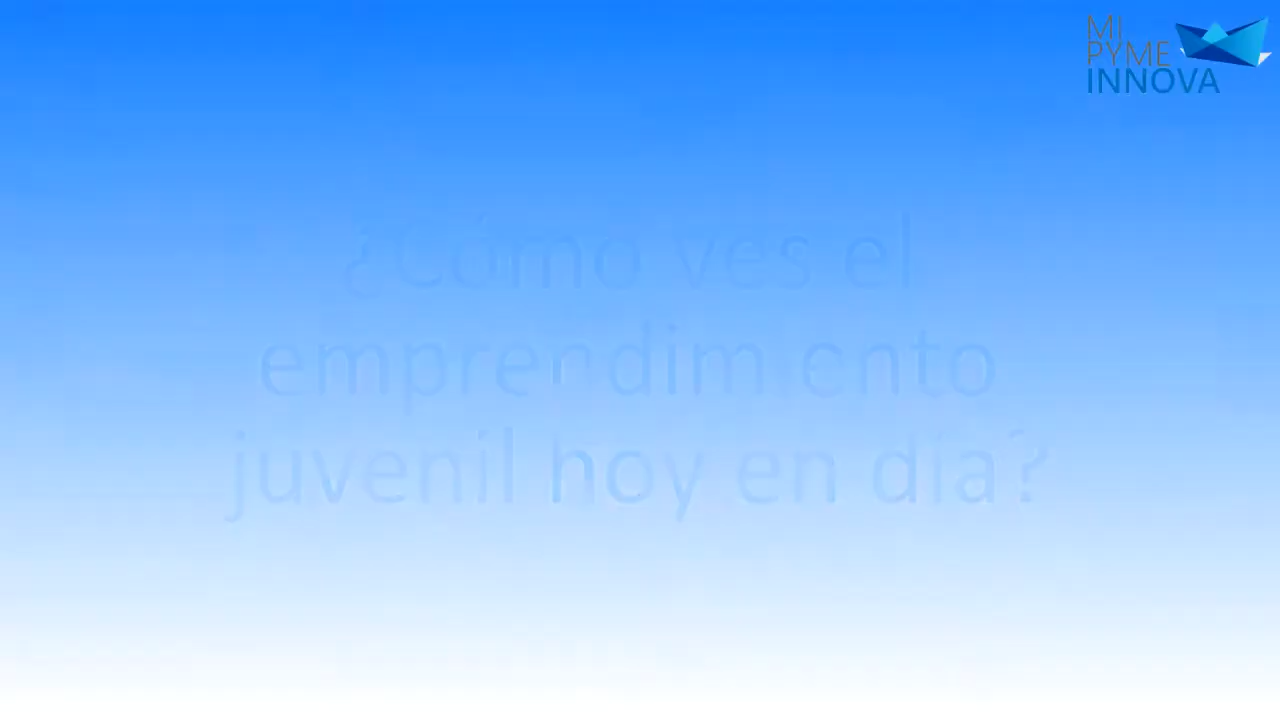 MI
PYME
INNOVA
¿Cómo ves el
emprendimiento
juvenil hoy en día?